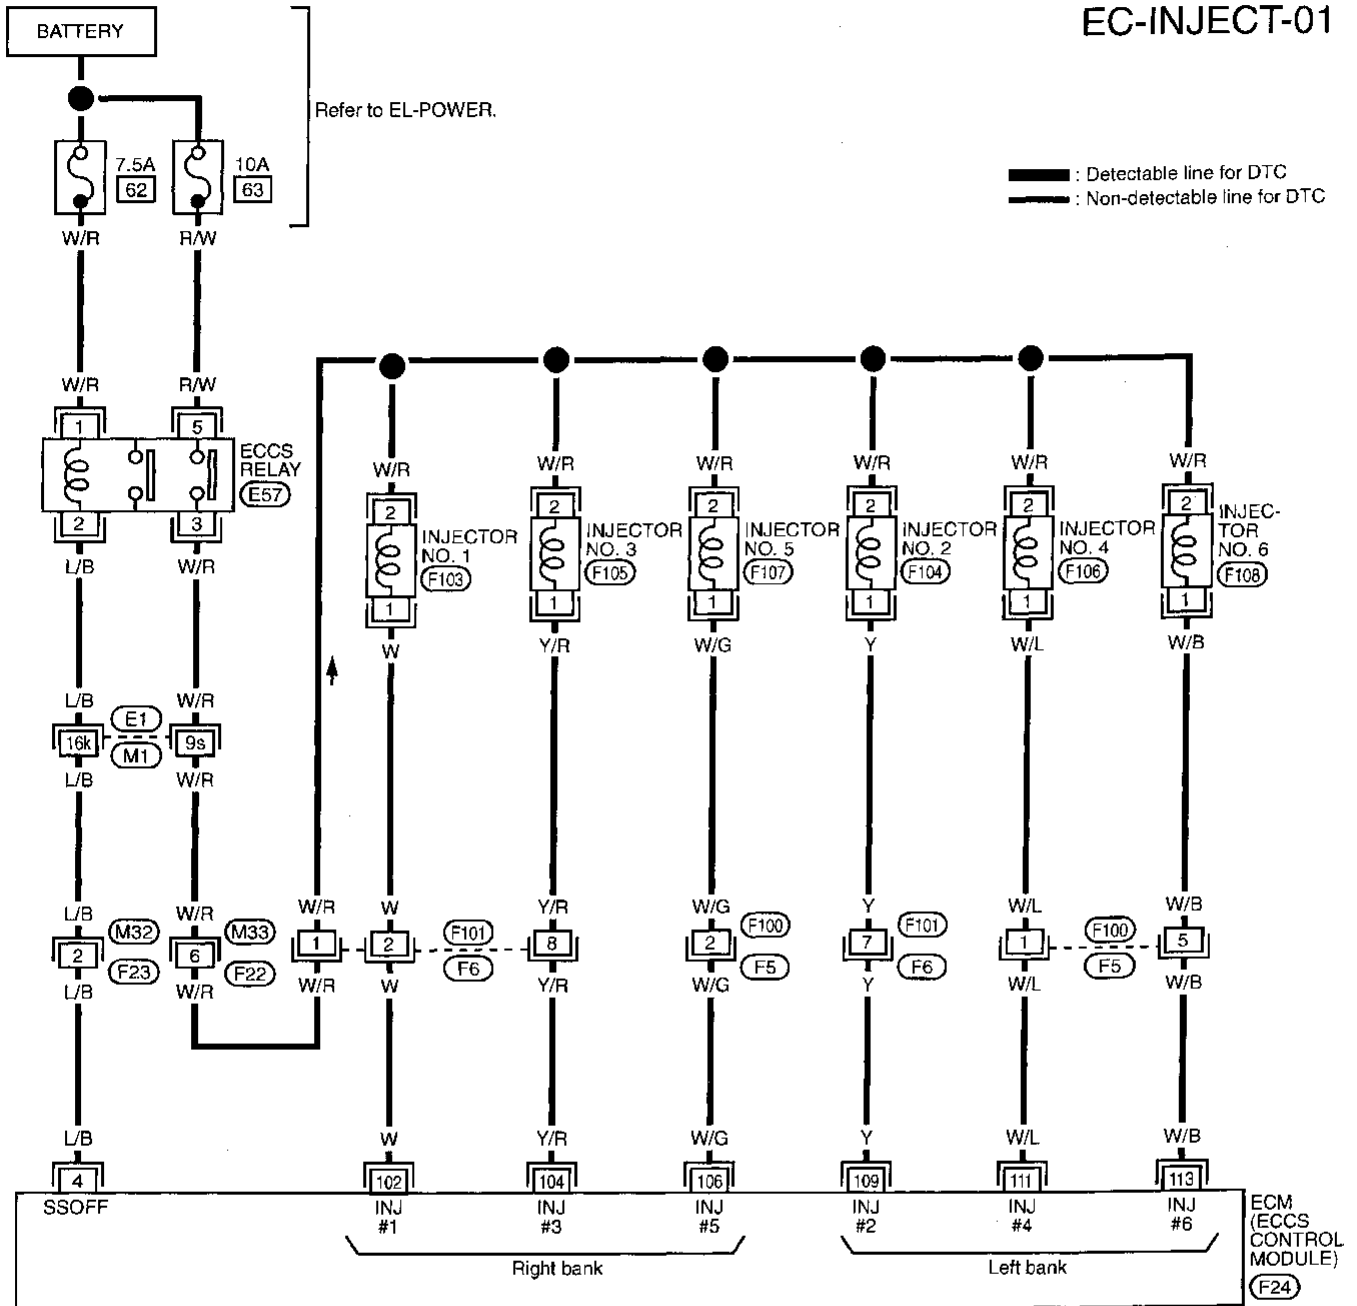 EC-INJECT-01
BATTERY
Refer to EL-POWER.
7.5A
62
10A
63
: Detectable line for DTC
: Non-detectable line for DTC
W/R R/W
W/R R/W
1 5
ECCS
RELAY
E57
2 3
L/B W/R
W/R W/R W/R W/R W/R W/R
2 2 2 2 2 2
INJECTOR
NO. 1
F103
INJECTOR
NO. 3
F105
INJECTOR
NO. 5
F107
INJECTOR
NO. 2
F104
INJECTOR
NO. 4
F106
INJEC-
TOR
NO. 6
F108
1 1 1 1 1 1
W Y/R W/G Y W/L W/B
L/B W/R
16k E1 9s
M1
L/B W/R
L/B W/R W/R W Y/R W/G Y W/L W/B
2 M32 F23
6 M33 F22
1 2 F101 F6 8
2 F100 F5
7 F101 F6
1 F100 F5 5
L/B W/R W/R W Y/R W/G Y W/L W/B
L/B W Y/R W/G Y W/L W/B
4 102 104 106 109 111 113
SSOFF
INJ
#1
INJ
#3
INJ
#5
INJ
#2
INJ
#4
INJ
#6
Right bank
Left bank
ECM
(ECCS
CONTROL
MODULE)
F24